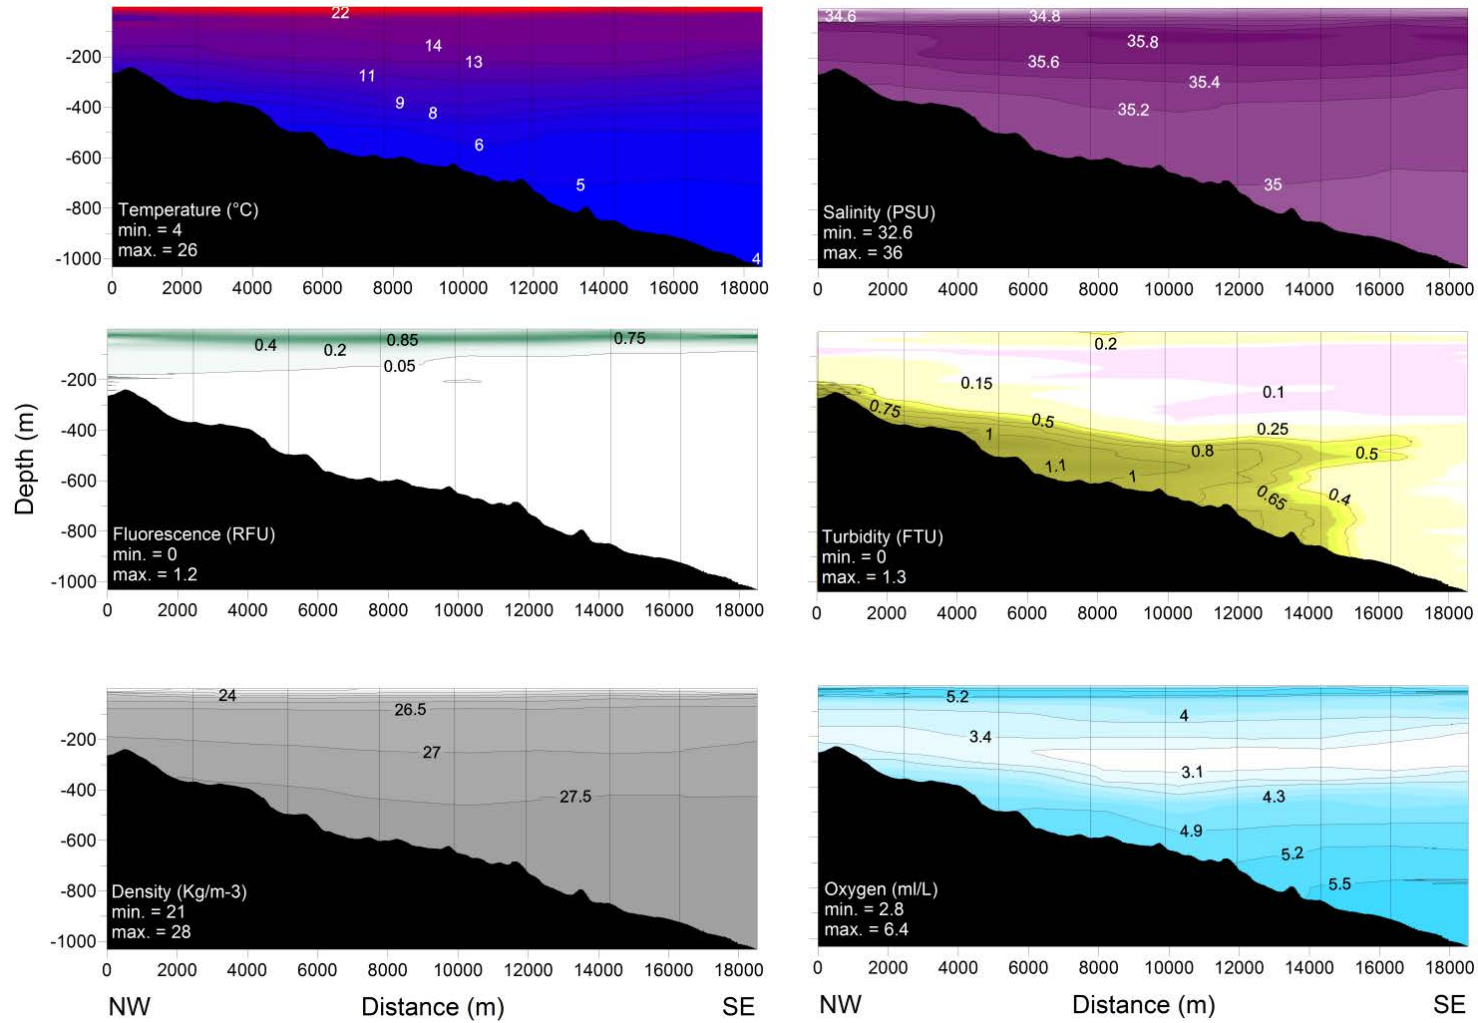 22
14
13
11
9
8
6
5
4
-200
-400
-600
-800
-1000
Temperature (°C)
min. = 4
max. = 26
0 2000 4000 6000 8000 10000 12000 14000 16000 18000
34.6
34.8
35.8
35.6
35.4
35.2
35
Salinity (PSU)
min. = 32.6
max. = 36
0 2000 4000 6000 8000 10000 12000 14000 16000 18000
Depth (m)
0.4
0.2
0.85
0.75
0.05
-200
-400
-600
-800
-1000
Fluorescence (RFU)
min. = 0
max. = 1.2
0 2000 4000 6000 8000 10000 12000 14000 16000 18000
0.2
0.15
0.1
0.75
0.5
0.25
1
0.8
0.5
1.1
1
0.65
0.4
Turbidity (FTU)
min. = 0
max. = 1.3
0 2000 4000 6000 8000 10000 12000 14000 16000 18000
24
26.5
27
27.5
-200
-400
-600
-800
-1000
Density (Kg/m-3)
min. = 21
max. = 28
0 2000 4000 6000 8000 10000 12000 14000 16000 18000
NW Distance (m) SE
5.2
4
3.4
3.1
4.3
4.9
5.2
5.5
Oxygen (ml/L)
min. = 2.8
max. = 6.4
0 2000 4000 6000 8000 10000 12000 14000 16000 18000
NW Distance (m) SE